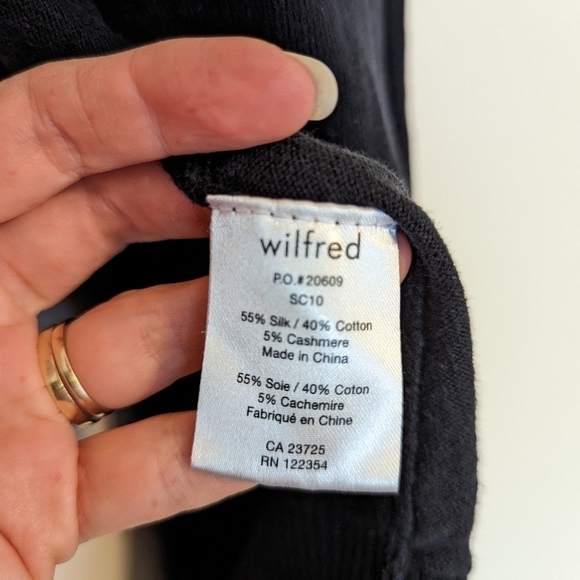 wilfred
P.O.#20609
SC10
55% Silk / 40% Cotton
5% Cashmere
Made in China
55% Soie / 40% Coton
5% Cachemire
Fabriqué en Chine
CA 23725
RN 122354